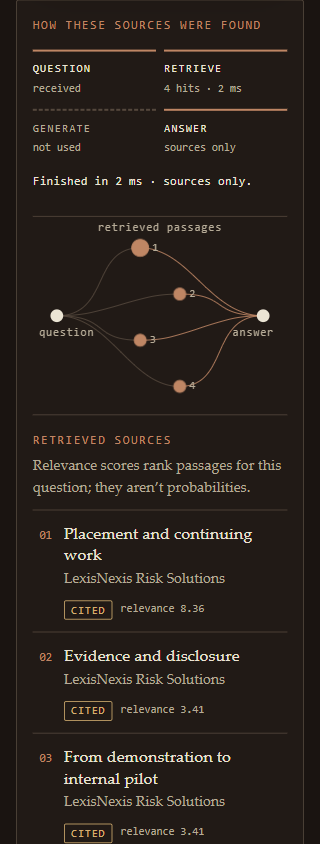 HOW THESE SOURCES WERE FOUND
QUESTION
received
RETRIEVE
4 hits · 2 ms
GENERATE
not used
ANSWER
sources only
Finished in 2 ms · sources only.
retrieved passages
1
2
question
answer
3
4
RETRIEVED SOURCES
Relevance scores rank passages for this
question; they aren’t probabilities.
01 Placement and continuing
work
LexisNexis Risk Solutions
CITED relevance 8.36
02 Evidence and disclosure
LexisNexis Risk Solutions
CITED relevance 3.41
03 From demonstration to
internal pilot
LexisNexis Risk Solutions
CITED relevance 3.41